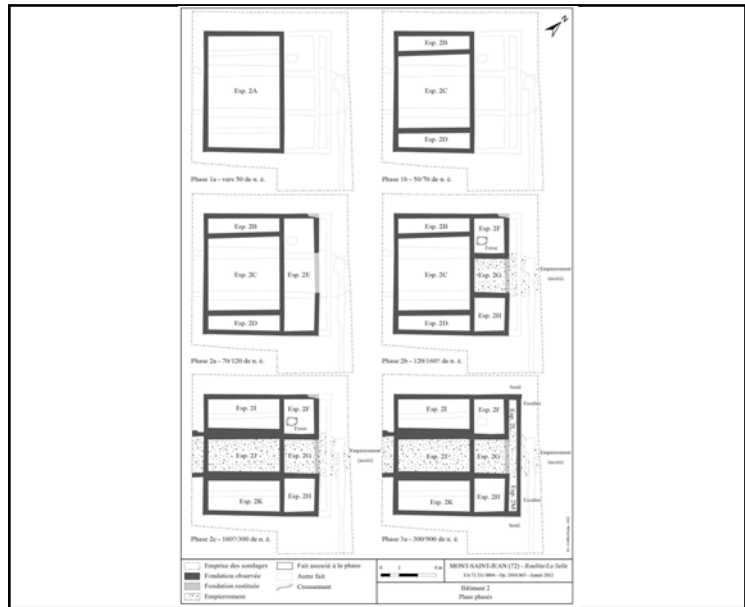 N
Esp. 2A
Esp. 2B
Esp. 2C
Esp. 2D
Phase 1a - vers 50 de n. è.
Phase 1b - 50/70 de n. è.
Esp. 2B
Esp. 2C
Esp. 2E
Esp. 2D
Esp. 2B
Esp. 2F
Fosse
Esp. 2C
Esp. 2G
Empierrement
(accès)
Esp. 2H
Esp. 2D
Phase 2a - 70/120 de n. è.
Phase 2b - 120/160? de n. è.
Esp. 2I
Esp. 2F
Fosse
Esp. 2J
Esp. 2G
Empierrement
(accès)
Esp. 2K
Esp. 2H
Seuil
Escalier
Esp. 2I
Esp. 2F
Esp. 2L
Esp. 2J
Esp. 2G
Empierrement
(accès)
Esp. 2K
Esp. 2H
Esp. 2M
Escalier
Seuil
Phase 2c - 160?/300 de n. è.
Phase 3a - 300/900 de n. è.
Emprise des sondages
Fondation observée
Fondation restituée
Empierrement
Fait associé à la phase
Autre fait
Creusement
MONT-SAINT-JEAN (72) - Roullée/La Selle
Bâtiment 2
Plans phasés